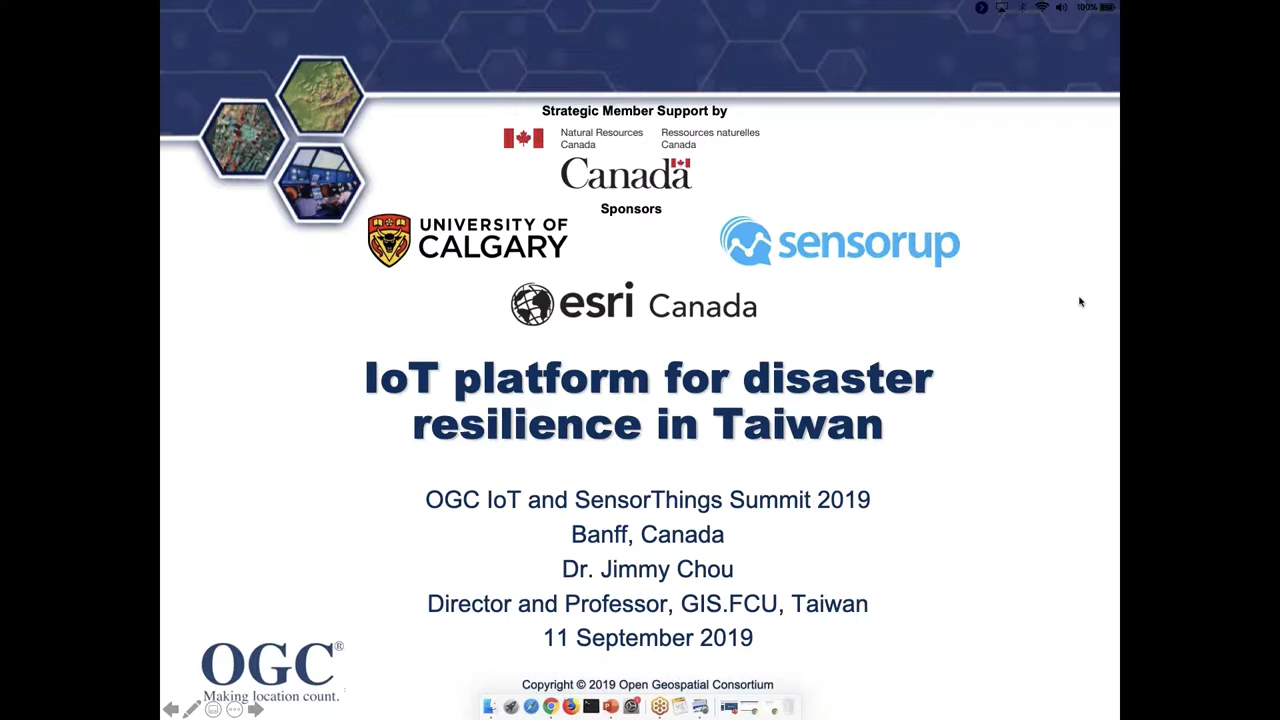 100%
Strategic Member Support by
Natural Resources Canada
Ressources naturelles Canada
Canada
Sponsors
UNIVERSITY OF
CALGARY
sensorup
esri Canada
IoT platform for disaster
resilience in Taiwan
OGC IoT and SensorThings Summit 2019
Banff, Canada
Dr. Jimmy Chou
Director and Professor, GIS.FCU, Taiwan
11 September 2019
OGC®
Making location count.
Copyright © 2019 Open Geospatial Consortium